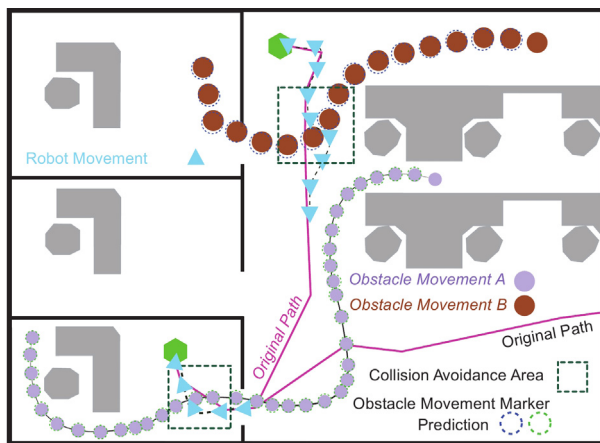 Robot Movement
Obstacle Movement A
Obstacle Movement B
Original Path
Original Path
Collision Avoidance Area
Obstacle Movement Marker
Prediction